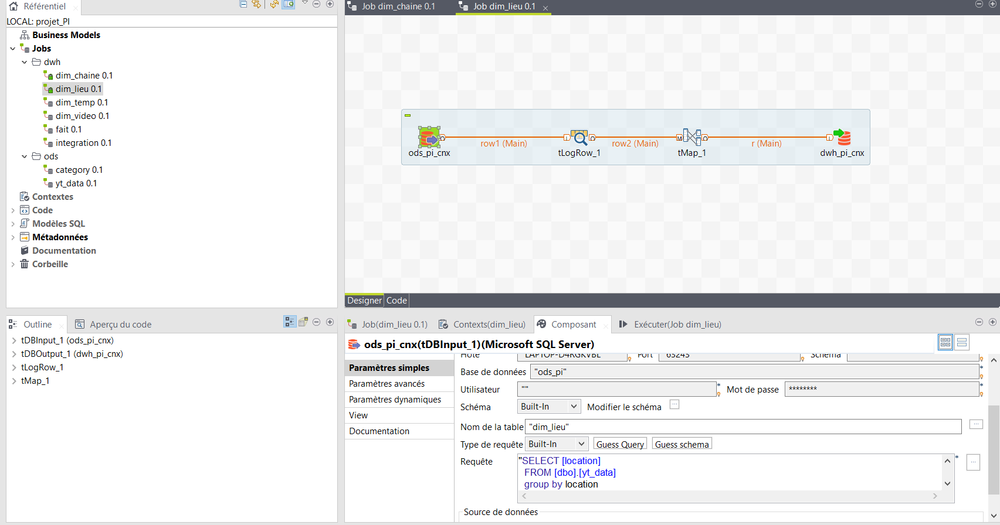 Référentiel
LOCAL: projet_PI
Business Models
Jobs
dwh
dim_chaine 0.1
dim_lieu 0.1
dim_temp 0.1
dim_video 0.1
fait 0.1
integration 0.1
ods
category 0.1
yt_data 0.1
Contextes
Code
Modèles SQL
Métadonnées
Documentation
Corbeille
Job dim_chaine 0.1
Job dim_lieu 0.1
row1 (Main)
row2 (Main)
r (Main)
ods_pi_cnx
tLogRow_1
tMap_1
dwh_pi_cnx
Designer
Code
Outline
Aperçu du code
tDBInput_1 (ods_pi_cnx)
tDBOutput_1 (dwh_pi_cnx)
tLogRow_1
tMap_1
Job(dim_lieu 0.1)
Contexts(dim_lieu)
Composant
Exécuter(Job dim_lieu)
ods_pi_cnx(tDBInput_1)(Microsoft SQL Server)
Paramètres simples
Paramètres avancés
Paramètres dynamiques
View
Documentation
Hôte
LAPTOP-D4RGRVBL
Port
63243
Schéma
Base de données
"ods_pi"
*
Utilisateur
""
*
Mot de passe
********
*
Schéma
Built-In
Modifier le schéma
...
Nom de la table
"dim_lieu"
...
Type de requête
Built-In
Guess Query
Guess schema
Requête
"SELECT [location]
FROM [dbo].[yt_data]
group by location
*
...
Source de données